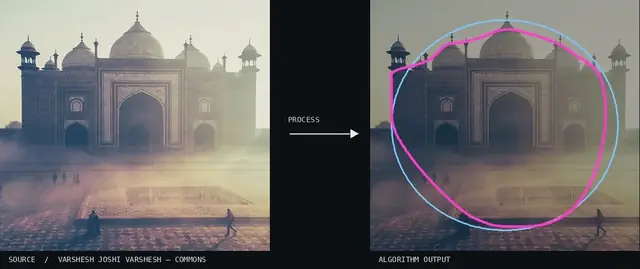 PROCESS
SOURCE / VARSHESH JOSHI VARSHESH — COMMONS
ALGORITHM OUTPUT